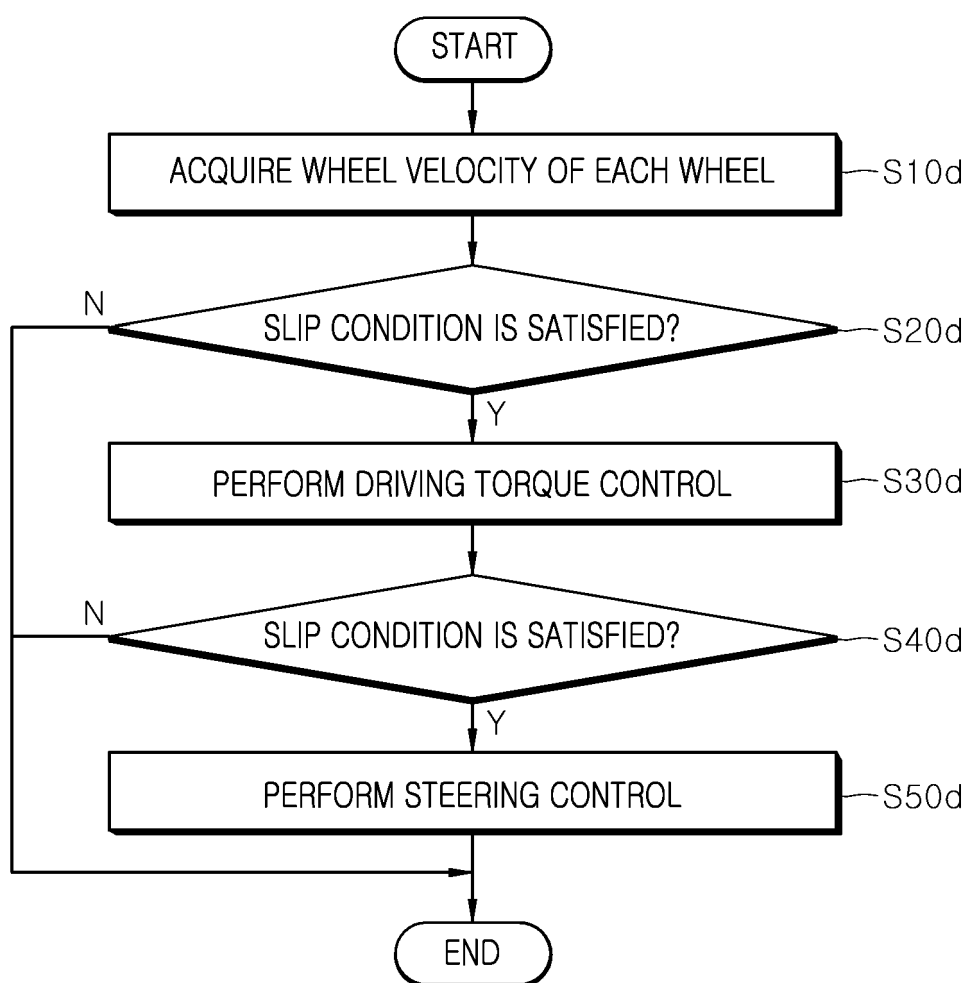 START
ACQUIRE WHEEL VELOCITY OF EACH WHEEL
S10d
N
SLIP CONDITION IS SATISFIED?
S20d
Y
PERFORM DRIVING TORQUE CONTROL
S30d
N
SLIP CONDITION IS SATISFIED?
S40d
Y
PERFORM STEERING CONTROL
S50d
END